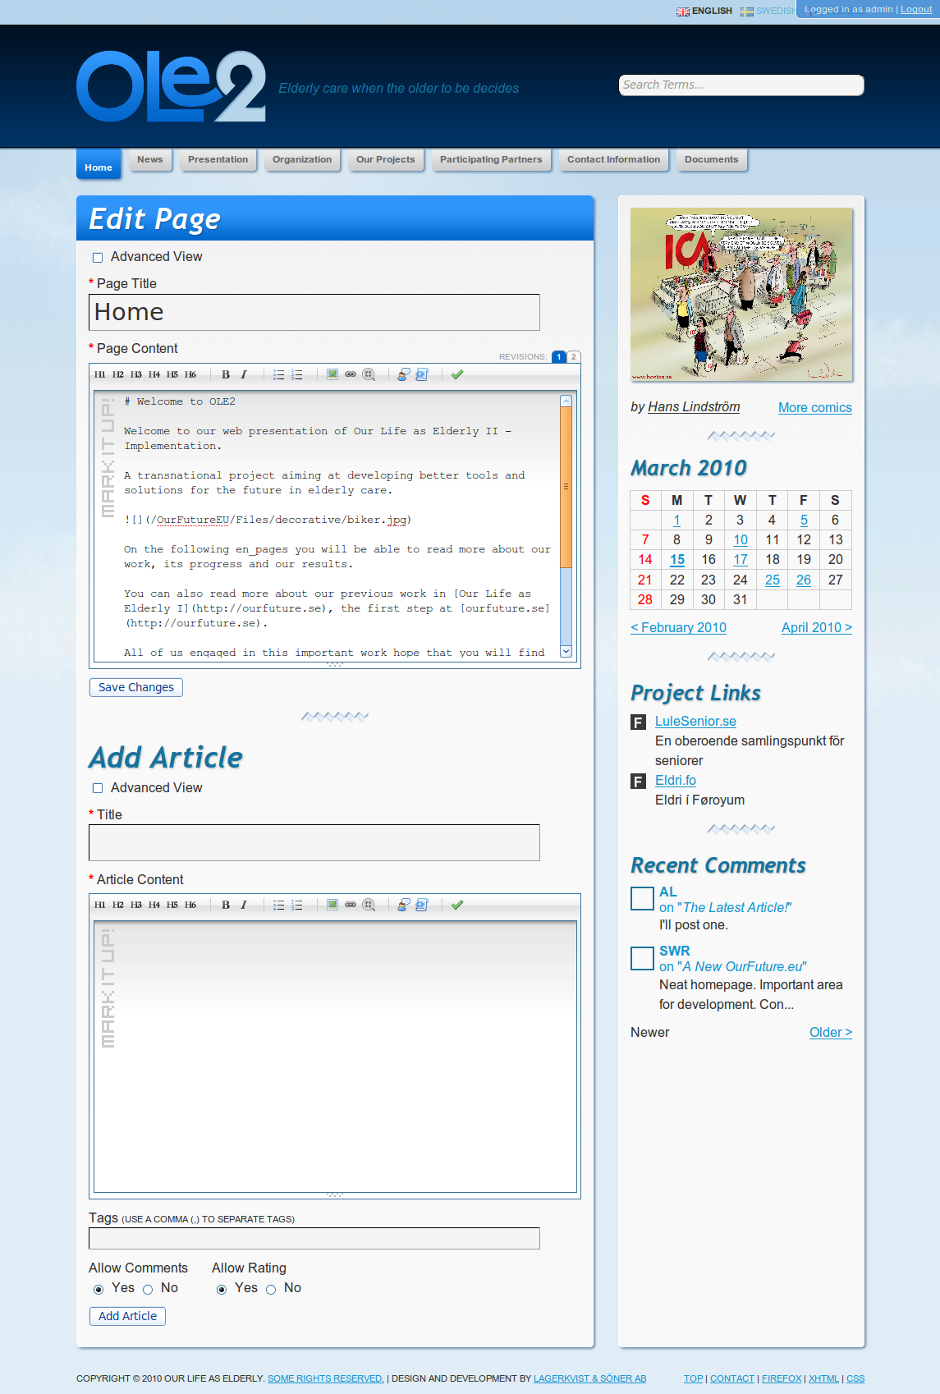 ENGLISH SWEDISH Logged in as admin | Logout
OLe2
Elderly care when the older to be decides
Search Terms...
Home News Presentation Organization Our Projects Participating Partners Contact Information Documents
Edit Page
Advanced View
* Page Title
Home
* Page Content
REVISIONS: 1 2
H1 H2 H3 H4 H5 H6 B I
MARK IT UP!
# Welcome to OLE2
Welcome to our web presentation of Our Life as Elderly II -
Implementation.
A transnational project aiming at developing better tools and
solutions for the future in elderly care.
![](/OurFutureEU/Files/decorative/biker.jpg)
On the following en_pages you will be able to read more about our
work, its progress and our results.
You can also read more about our previous work in [Our Life as
Elderly I](http://ourfuture.se), the first step at [ourfuture.se]
(http://ourfuture.se).
All of us engaged in this important work hope that you will find
Save Changes
Add Article
Advanced View
* Title
* Article Content
H1 H2 H3 H4 H5 H6 B I
MARK IT UP!
Tags (USE A COMMA (,) TO SEPARATE TAGS)
Allow Comments Allow Rating
Yes No Yes No
Add Article
ICA
by Hans Lindström More comics
March 2010
S M T W T F S
1 2 3 4 5 6
7 8 9 10 11 12 13
14 15 16 17 18 19 20
21 22 23 24 25 26 27
28 29 30 31
< February 2010 April 2010 >
Project Links
F LuleSenior.se
En oberoende samlingspunkt för
seniorer
F Eldri.fo
Eldri í Føroyum
Recent Comments
AL
on "The Latest Article!"
I'll post one.
SWR
on "A New OurFuture.eu"
Neat homepage. Important area
for development. Con...
Newer Older >
COPYRIGHT © 2010 OUR LIFE AS ELDERLY. SOME RIGHTS RESERVED. | DESIGN AND DEVELOPMENT BY LAGERKVIST & SÖNER AB TOP | CONTACT | FIREFOX | XHTML | CSS